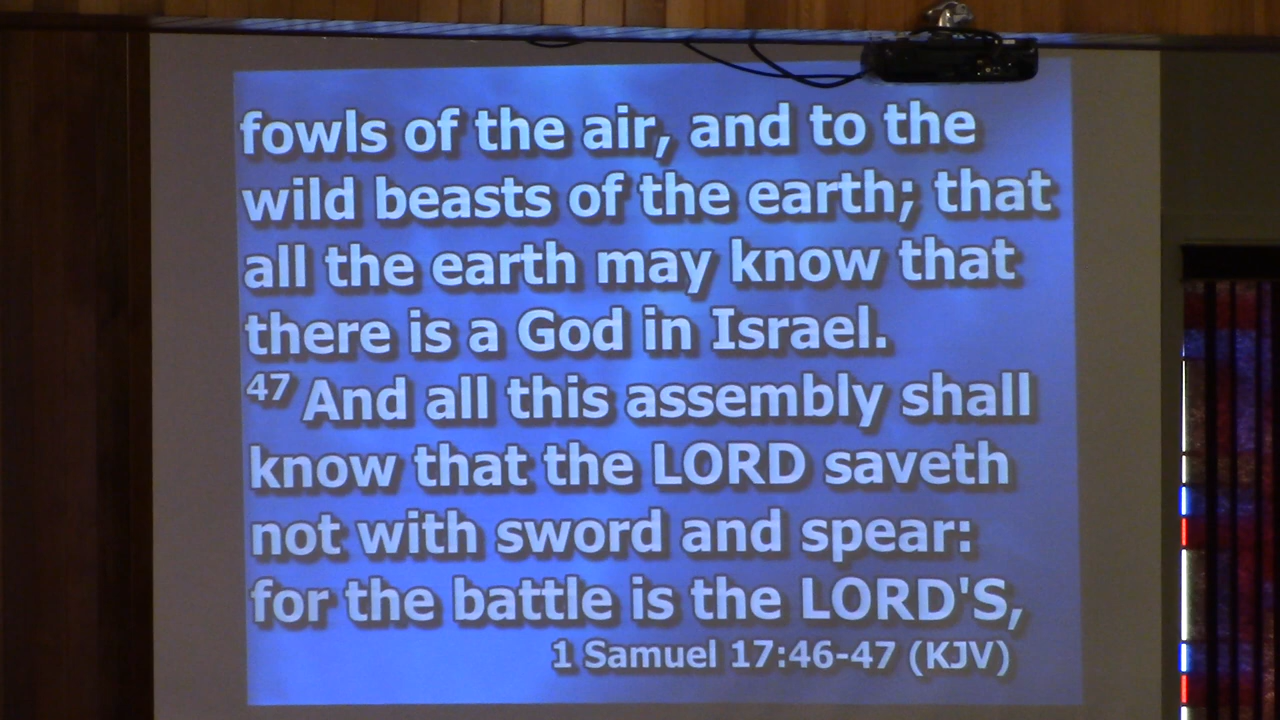 fowls of the air, and to the
wild beasts of the earth; that
all the earth may know that
there is a God in Israel.
47 And all this assembly shall
know that the LORD saveth
not with sword and spear:
for the battle is the LORD'S,
1 Samuel 17:46-47 (KJV)